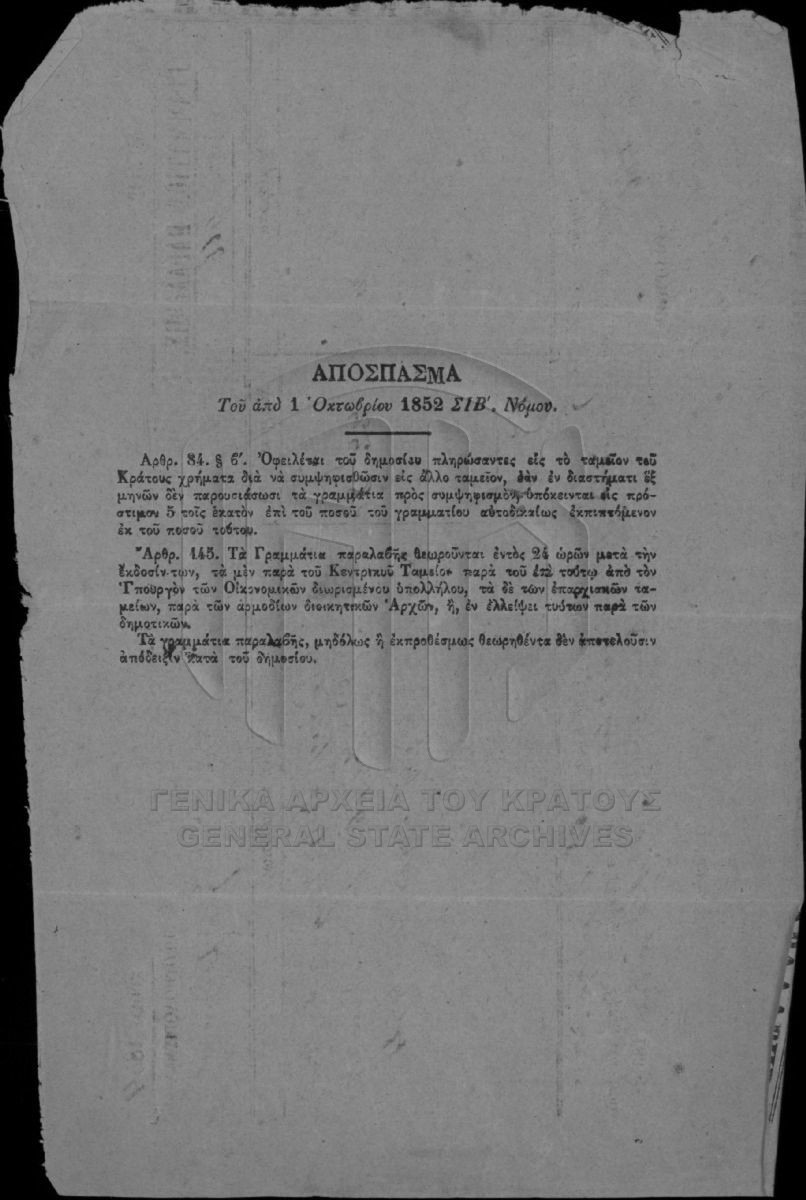 ΑΠΟΣΠΑΣΜΑ
Τοῦ ἀπὸ 1 Ὀκτωβρίου 1852 ΣΙΒʹ. Νόμου.
Ἀρθρ. 84. § 6ʹ. Ὀφειλέται τοῦ δημοσίου πληρώσαντες εἰς τὸ ταμεῖον τοῦ
Κράτους χρήματα διὰ νὰ συμψηφισθῶσιν εἰς ἄλλο ταμεῖον, ἐὰν ἐν διαστήματι ἓξ
μηνῶν δὲν παρουσιάσωσι τὰ γραμμάτια πρὸς συμψηφισμὸν, ὑπόκεινται εἰς πρό-
στιμον 5 τοῖς ἑκατὸν ἐπὶ τοῦ ποσοῦ τοῦ γραμματίου αὐτοδικαίως ἐκπιπτόμενον
ἐκ τοῦ ποσοῦ τούτου.
Ἄρθρ. 145. Τὰ Γραμμάτια παραλαβῆς θεωροῦνται ἐντὸς 24 ὡρῶν μετὰ τὴν
ἔκδοσίν των, τὰ μὲν παρὰ τοῦ Κεντρικοῦ Ταμείου παρὰ τοῦ ἐπὶ τούτῳ ἀπὸ τὸν
Ὑπουργὸν τῶν Οἰκονομικῶν διωρισμένου ὑπαλλήλου, τὰ δὲ τῶν ἐπαρχιακῶν τα-
μείων, παρὰ τῶν ἁρμοδίων διοικητικῶν Ἀρχῶν, ἢ, ἐν ἐλλείψει τούτων παρὰ τῶν
δημοτικῶν.
Τὰ γραμμάτια παραλαβῆς, μηδόλως ἢ ἐκπροθέσμως θεωρηθέντα δὲν ἀποτελοῦσιν
ἀπόδειξιν κατὰ τοῦ δημοσίου.
ΓΕΝΙΚΑ ΑΡΧΕΙΑ ΤΟΥ ΚΡΑΤΟΥΣ
GENERAL STATE ARCHIVES